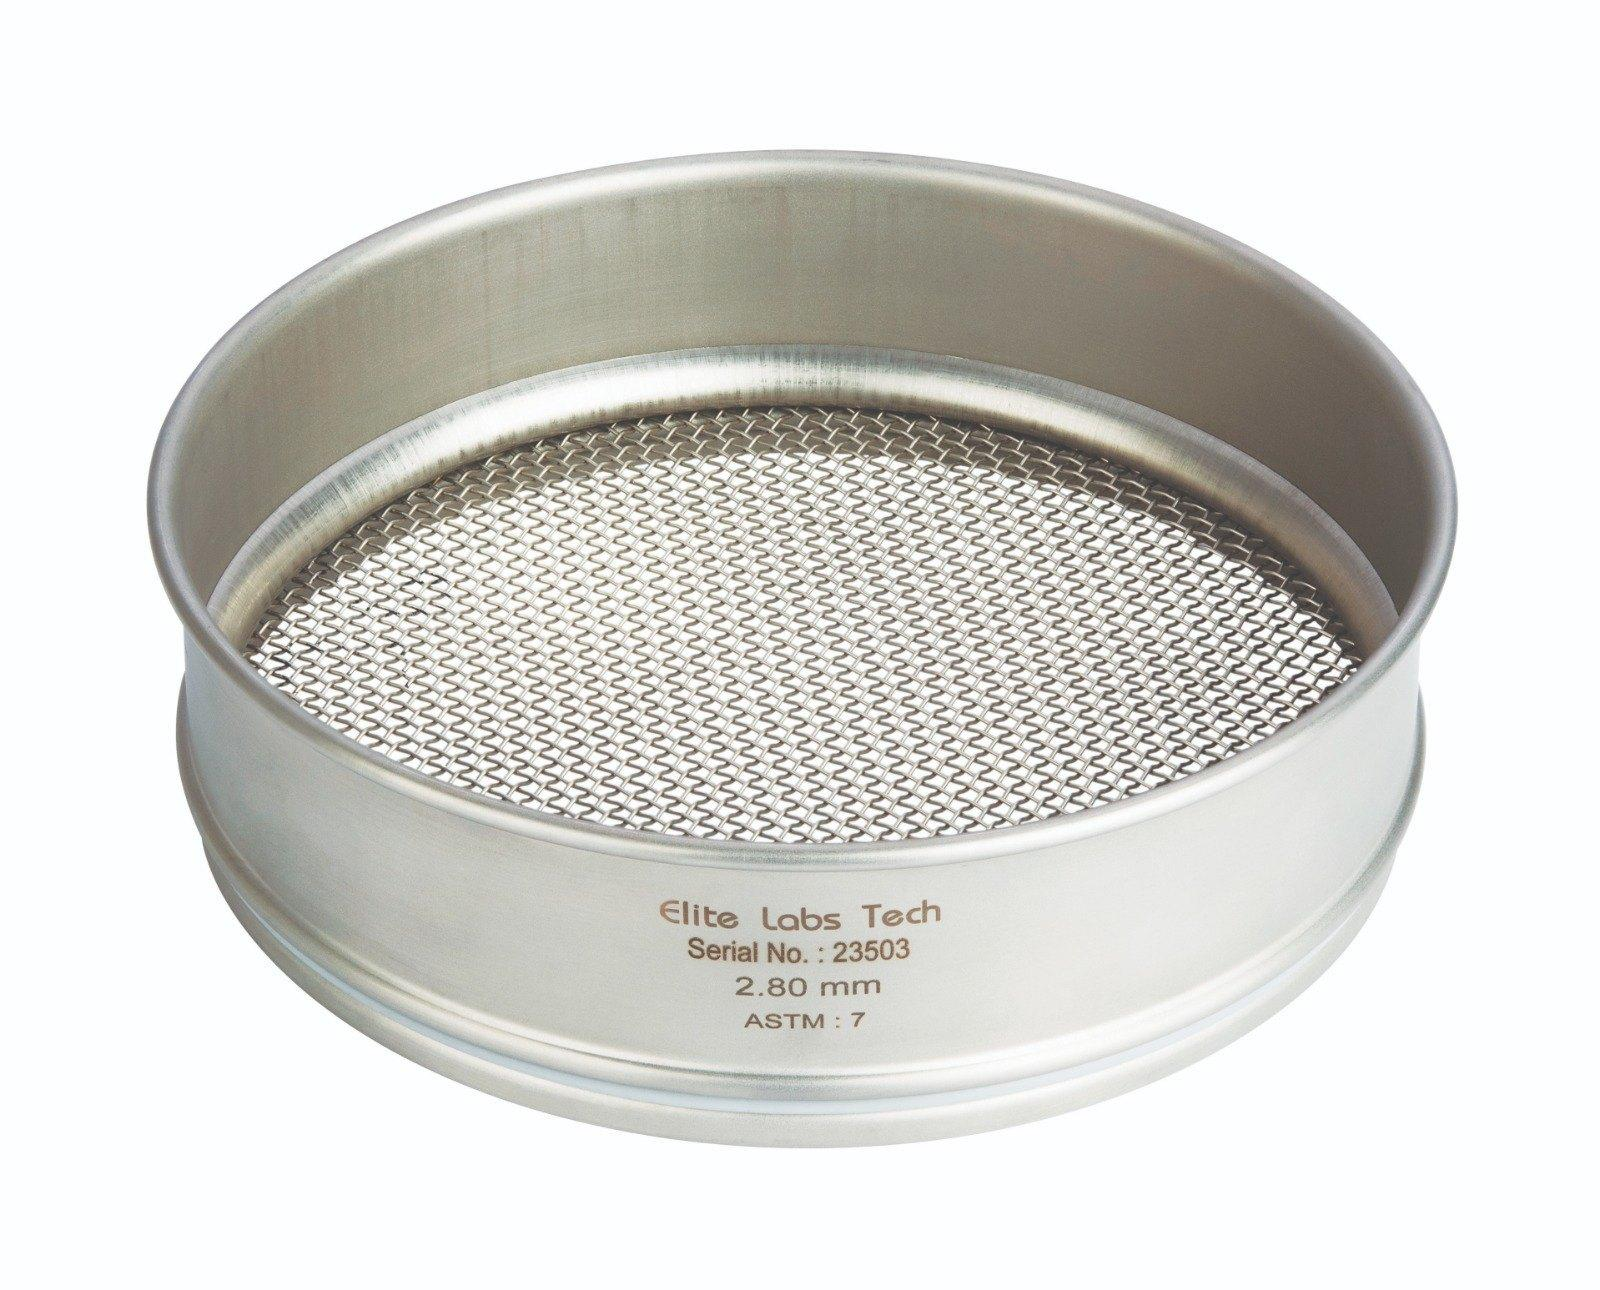 Elite Labs Tech
Serial No. : 23503
2.80 mm
ASTM : 7